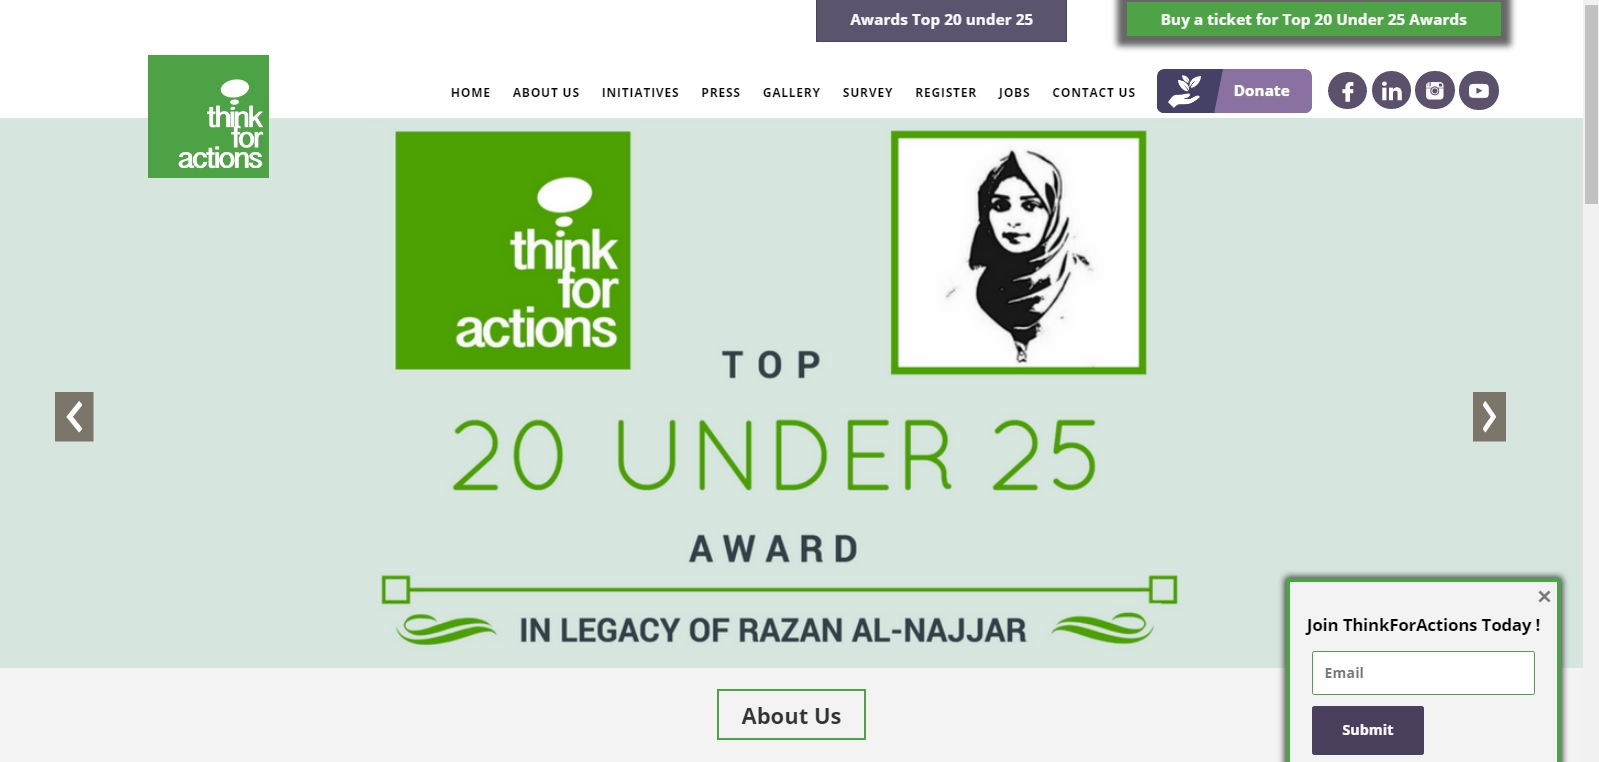 Awards Top 20 under 25
Buy a ticket for Top 20 Under 25 Awards
think
for
actions
HOME ABOUT US INITIATIVES PRESS GALLERY SURVEY REGISTER JOBS CONTACT US Donate
think
for
actions
TOP
20 UNDER 25
AWARD
IN LEGACY OF RAZAN AL-NAJJAR
About Us
Join ThinkForActions Today !
Email
Submit